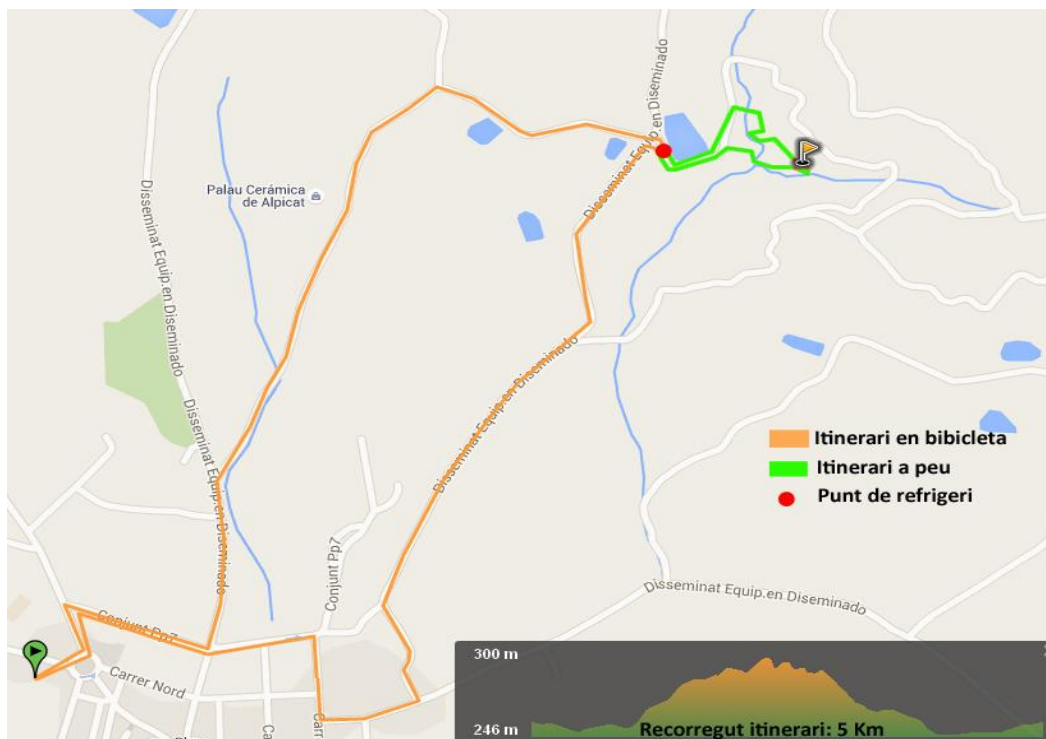 Disseminat Equip.en Diseminado
Disseminat Equip.en Diseminado
Palau Cerámica
de Alpicat
Disseminat Equip.en Diseminado
Disseminat Equip.en Diseminado
Disseminat Equip.en Diseminado
Itinerari en bibicleta
Itinerari a peu
Punt de refrigeri
Conjunt Pp7
Disseminat Equip.en Diseminado
Conjunt Pp7
Carrer Nord
300 m
246 m
Recorregut itinerari: 5 Km